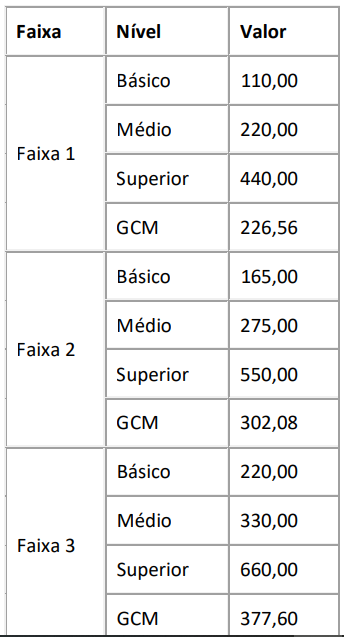 Faixa Nível Valor
Básico 110,00
Médio 220,00
Faixa 1
Superior 440,00
GCM 226,56
Básico 165,00
Médio 275,00
Faixa 2
Superior 550,00
GCM 302,08
Básico 220,00
Médio 330,00
Faixa 3
Superior 660,00
GCM 377,60